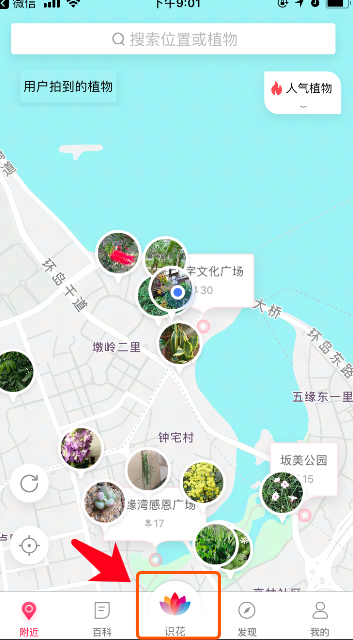 微信
下午9:01
搜索位置或植物
用户拍到的植物
人气植物
环岛干道
字文化广场
30
大桥
环岛东路
墩岭二里
五缘东一里
钟宅村
坂美公园
15
缘湾感恩广场
17
附近
百科
识花
发现
我的